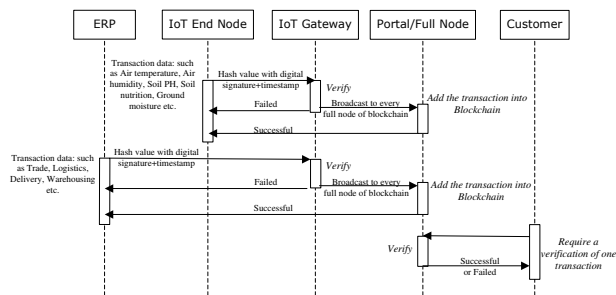 ERP
IoT End Node
IoT Gateway
Portal/Full Node
Customer
Transaction data: such
as Air temperature, Air
humidity, Soil PH, Soil
nutrition, Ground
moisture etc.
Hash value with digital
signature+timestamp
Verify
Failed
Broadcast to every
full node of blockchain
Add the transaction into
Blockchain
Successful
Transaction data: such
as Trade, Logistics,
Delivery, Warehousing
etc.
Hash value with digital
signature+timestamp
Verify
Failed
Broadcast to every
full node of blockchain
Add the transaction into
Blockchain
Successful
Verify
Require a
verification of one
transaction
Successful
or Failed